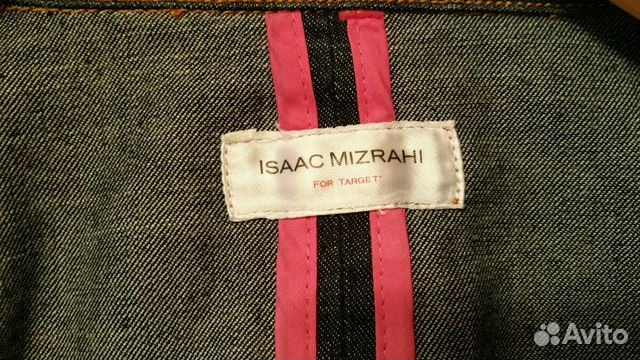 ISAAC MIZRAHI
FOR TARGET*
Avito